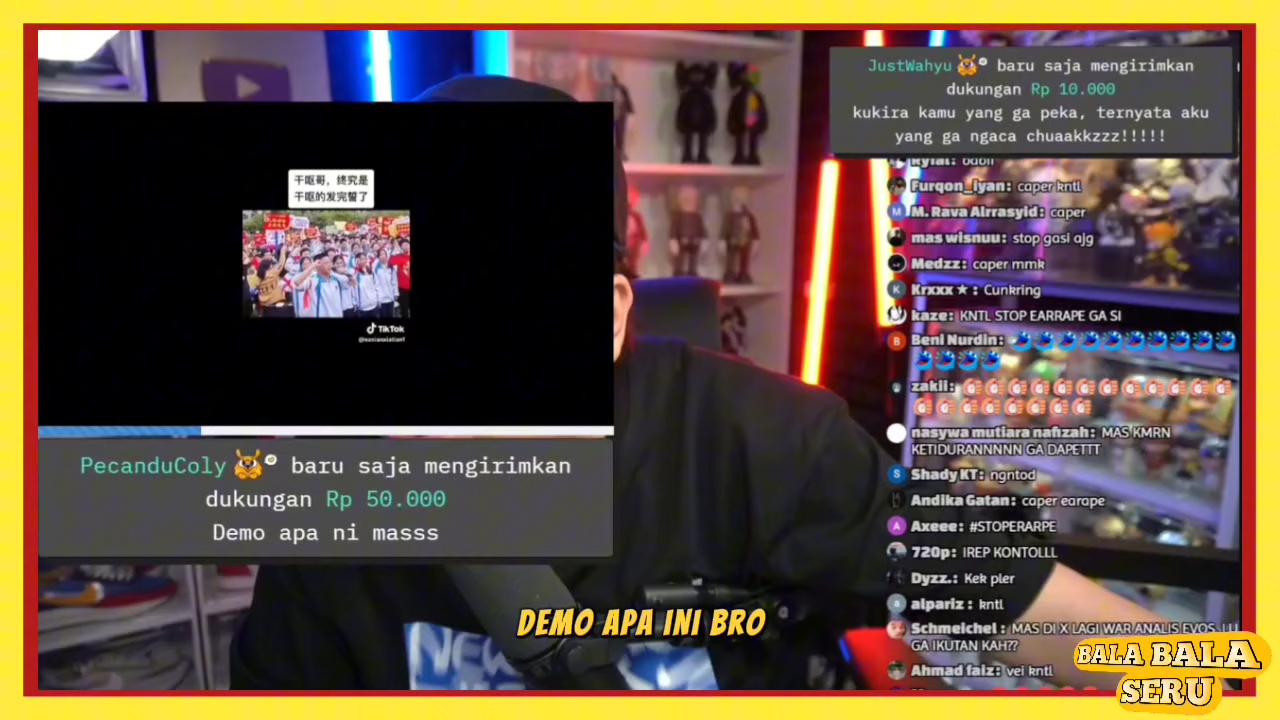 干呕哥，终究是
干呕的发完誓了
TikTok
PecanduColy baru saja mengirimkan
dukungan Rp 50.000
Demo apa ni masss
JustWahyu baru saja mengirimkan
dukungan Rp 10.000
kukira kamu yang ga peka, ternyata aku
yang ga ngaca chuaakkzzz!!!!!
Furqon_iyan: caper kntl
M. Rava Alrrasyid: caper
mas wisnuu: stop gasi ajg
Medzz: caper mmk
Krxxx ★ : Cunkring
kaze: KNTL STOP EARRAPE GA SI
Beni Nurdin:
zakii:
nasywa mutiara nafizah: MAS KMRN
KETIDURANNNNN GA DAPETTT
Shady KT: ngntod
Andika Gatan: caper earape
Axeee: #STOPERARPE
720p: IREP KONTOLLL
Dyzz.: Kek pler
alpariz : kntl
Schmeichel : MAS DI X LAGI WAR ANALIS EVOS, LU
GA IKUTAN KAH??
Ahmad faiz: vei kntl
DEMO APA INI BRO
NEW
BALA BALA
SERU